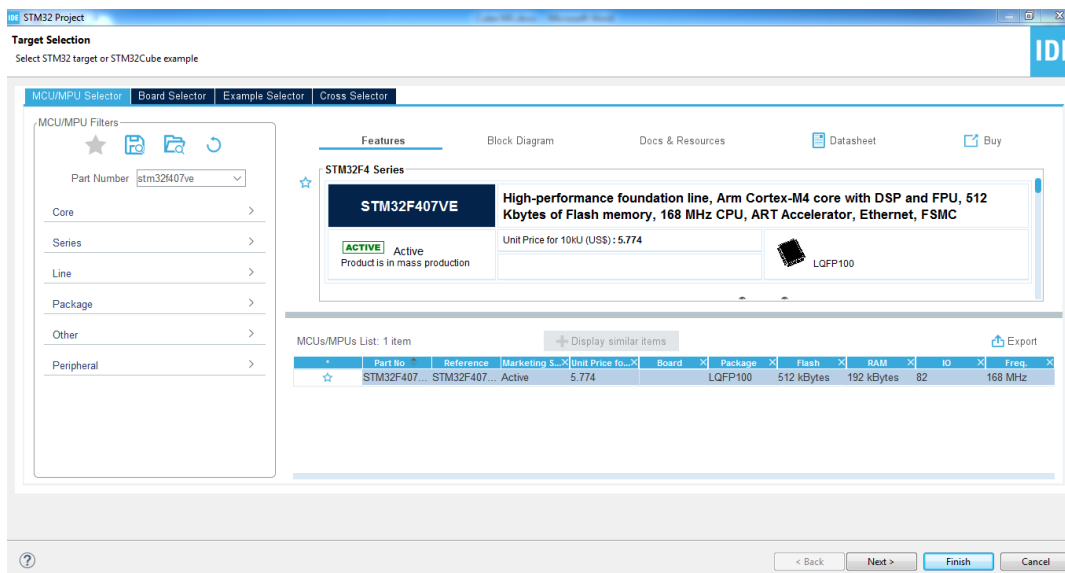 IDE STM32 Project
Target Selection
Select STM32 target or STM32Cube example
IDE
MCU/MPU Selector Board Selector Example Selector Cross Selector
MCU/MPU Filters
Part Number stm32f407ve
Core
Series
Line
Package
Other
Peripheral
Features Block Diagram Docs & Resources Datasheet Buy
STM32F4 Series
STM32F407VE
High-performance foundation line, Arm Cortex-M4 core with DSP and FPU, 512
Kbytes of Flash memory, 168 MHz CPU, ART Accelerator, Ethernet, FSMC
ACTIVE Active
Product is in mass production
Unit Price for 10kU (US$) : 5.774
LQFP100
MCUs/MPUs List: 1 item
Display similar items
Export
* Part No Reference Marketing S... Unit Price fo... Board Package Flash RAM IO Freq.
STM32F407... STM32F407... Active 5.774 LQFP100 512 kBytes 192 kBytes 82 168 MHz
? < Back Next > Finish Cancel